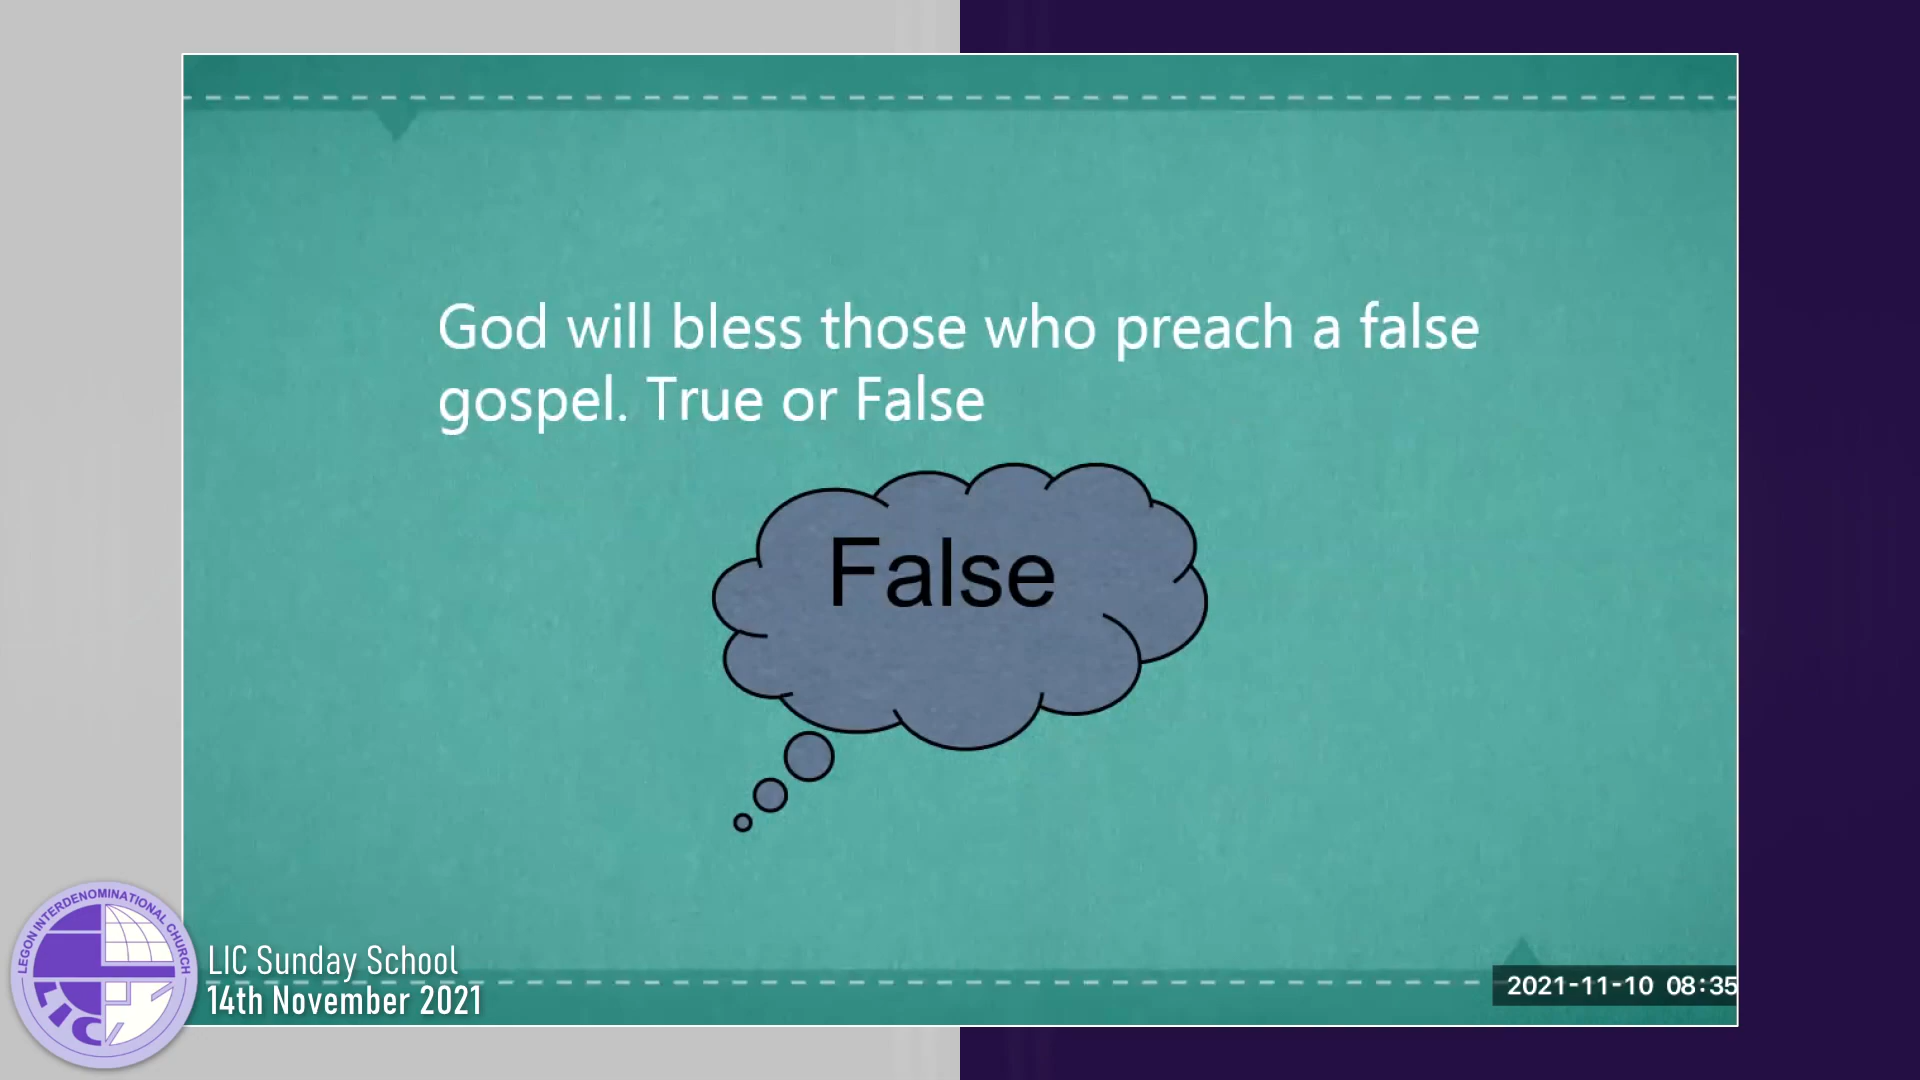 God will bless those who preach a false
gospel. True or False
False
LEGON INTERDENOMINATIONAL CHURCH
LIC
LIC Sunday School
14th November 2021
2021-11-10 08:35